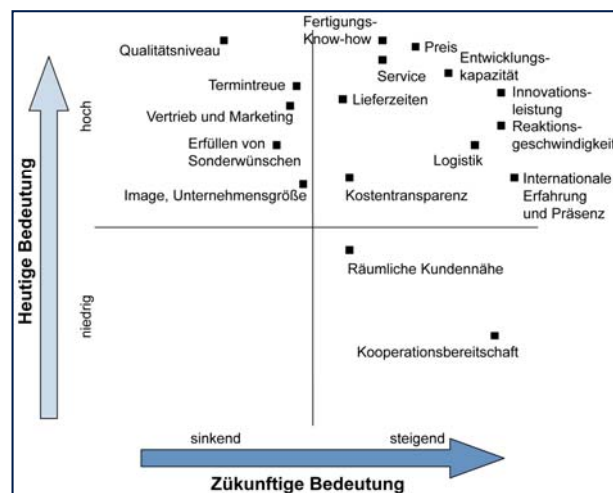 Fertigungs-
Know-how
Qualitätsniveau
Preis
Service
Entwicklungs-
kapazität
Termintreue
Lieferzeiten
Innovations-
leistung
Vertrieb und Marketing
Reaktions-
geschwindigkeit
Erfüllen von
Sonderwünschen
Logistik
Image, Unternehmensgröße
Kostentransparenz
Internationale
Erfahrung
und Präsenz
Räumliche Kundennähe
Kooperationsbereitschaft
Heutige Bedeutung
hoch
niedrig
sinkend
steigend
Zükunftige Bedeutung